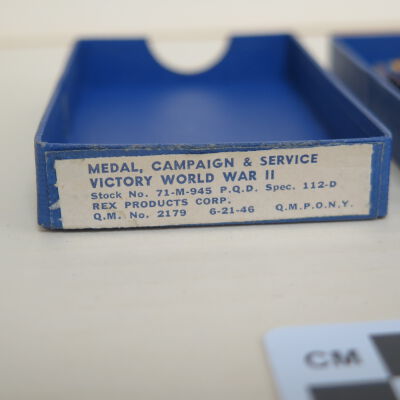 MEDAL, CAMPAIGN & SERVICE
VICTORY WORLD WAR II
Stock No. 71-M-945 P.Q.D. Spec. 112-D
REX PRODUCTS CORP.
Q.M. No. 2179 6-21-46 Q.M.P.O.N.Y.
CM